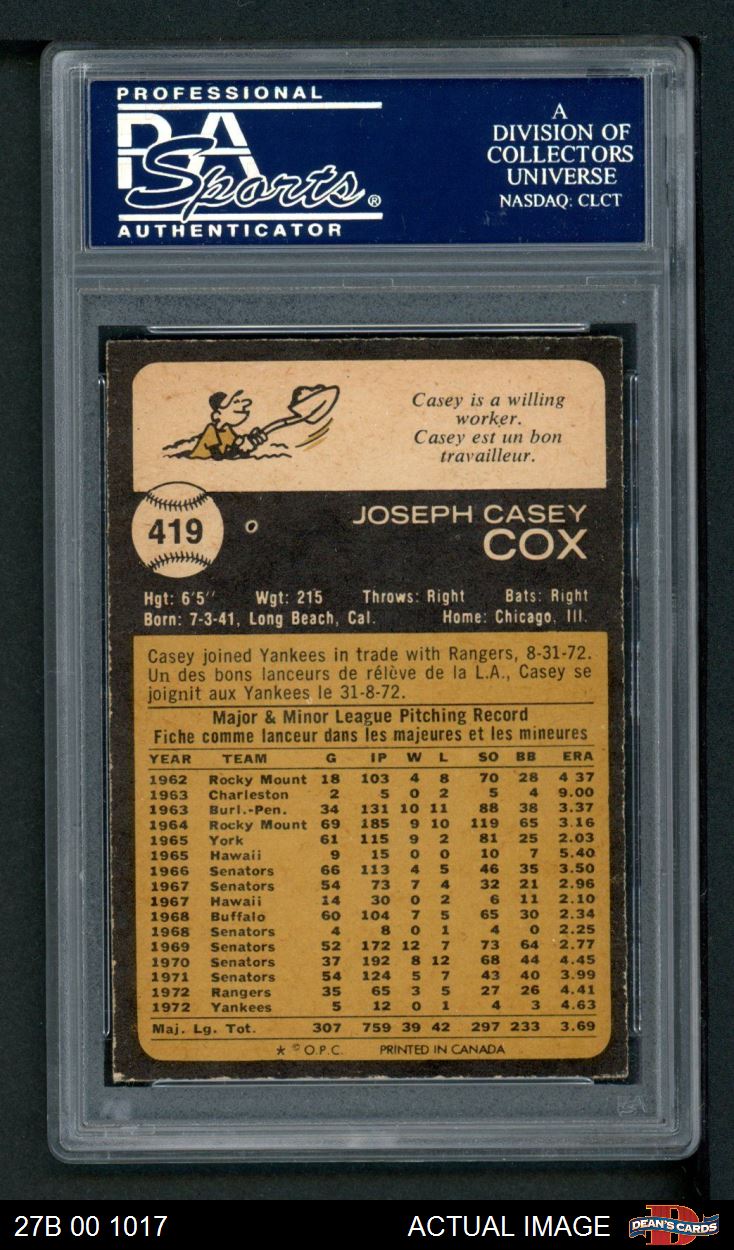 PROFESSIONAL
PSA
Sports®
AUTHENTICATOR
A
DIVISION OF
COLLECTORS
UNIVERSE
NASDAQ: CLCT
Casey is a willing
worker.
Casey est un bon
travailleur.
419
JOSEPH CASEY
COX
Hgt: 6'5" Wgt: 215 Throws: Right Bats: Right
Born: 7-3-41, Long Beach, Cal. Home: Chicago, Ill.
Casey joined Yankees in trade with Rangers, 8-31-72.
Un des bons lanceurs de rélève de la L.A., Casey se
joignit aux Yankees le 31-8-72.
Major & Minor League Pitching Record
Fiche comme lanceur dans les majeures et les mineures
YEAR TEAM G IP W L SO BB ERA
1962 Rocky Mount 18 103 4 8 70 28 4 37
1963 Charleston 2 5 0 2 5 4 9.00
1963 Burl.-Pen. 34 131 10 11 88 38 3.37
1964 Rocky Mount 69 185 9 10 119 65 3.16
1965 York 61 115 9 2 81 25 2.03
1965 Hawaii 9 15 0 0 10 7 5.40
1966 Senators 66 113 4 5 46 35 3.50
1967 Senators 54 73 7 4 32 21 2.96
1967 Hawaii 14 30 0 2 6 11 2.10
1968 Buffalo 60 104 7 5 65 30 2.34
1968 Senators 4 8 0 1 4 0 2.25
1969 Senators 52 172 12 7 73 64 2.77
1970 Senators 37 192 8 12 68 44 4.45
1971 Senators 54 124 5 7 43 40 3.99
1972 Rangers 35 65 3 5 27 26 4.41
1972 Yankees 5 12 0 1 4 3 4.63
Maj. Lg. Tot. 307 759 39 42 297 233 3.69
* © O.P.C. PRINTED IN CANADA
27B 00 1017 ACTUAL IMAGE DEAN'S CARDS